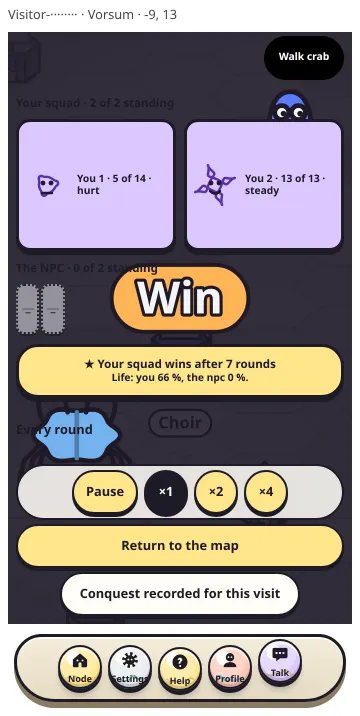 Visitor-········ · Vorsum · -9, 13
Walk crab
Your squad · 2 of 2 standing
You 1 · 5 of 14 ·
hurt
You 2 · 13 of 13 ·
steady
The NPC · 0 of 2 standing
Win
★ Your squad wins after 7 rounds
Life: you 66 %, the npc 0 %.
Every round
Choir
Pause
×1
×2
×4
Return to the map
Conquest recorded for this visit
Node
Settings
Help
Profile
Talk